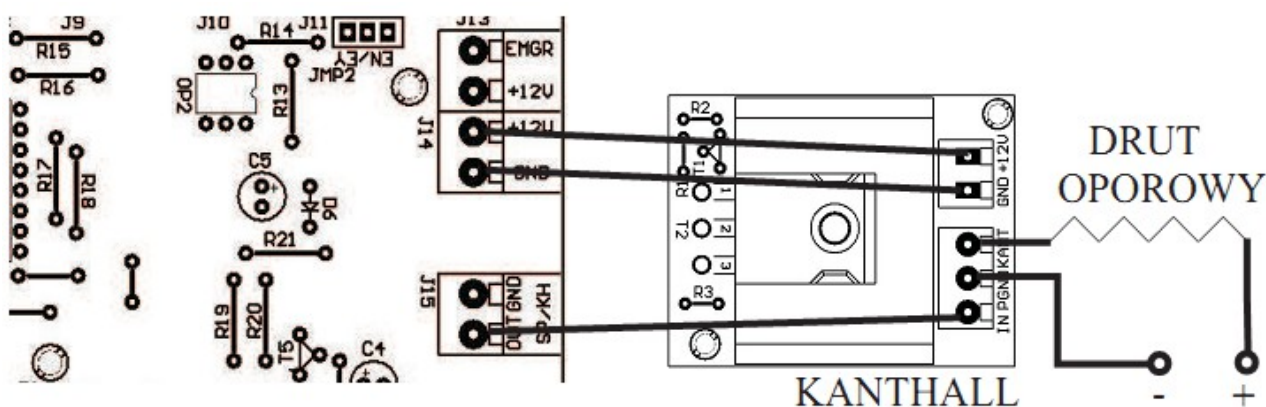 J9
J10
J11
J13
R15
R14
EN/EY
JMP2
R16
OP2
R13
EMGR
+12V
J14
+12V
GND
R17
R18
C5
+
D6
R21
R19
R20
T5
C4
+
J15
GND
OUT
SP/KH
R2
R1
T1
1
T2
2
3
R3
+12V
GND
KANT
PGND
IN
DRUT
OPOROWY
KANTHALL
-
+